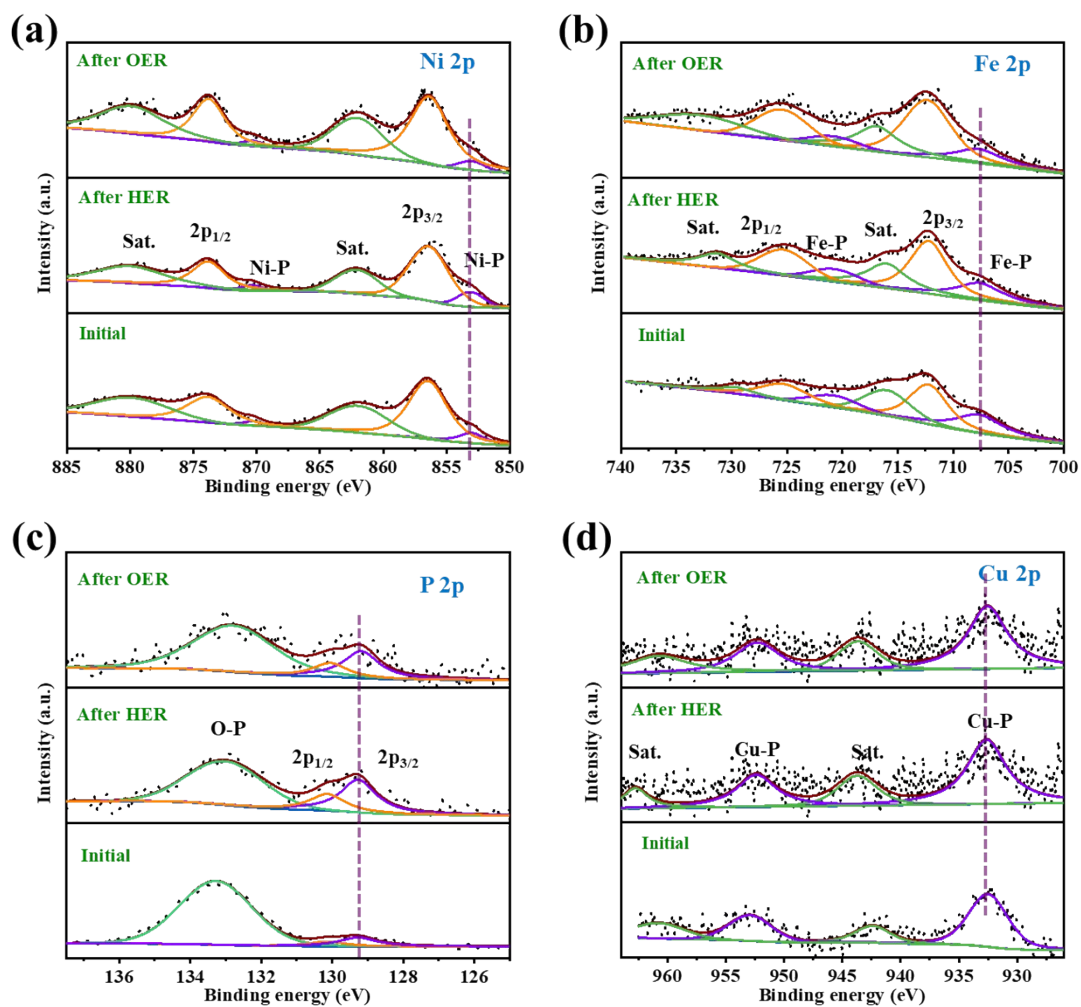 (a)
After OER
Ni 2p
After HER
Sat.
2p1/2
Ni-P
Sat.
2p3/2
Ni-P
Initial
Intensity (a.u.)
885 880 875 870 865 860 855 850
Binding energy (eV)
(b)
After OER
Fe 2p
After HER
2p1/2
Fe-P
Sat.
2p3/2
Fe-P
Initial
Intensity (a.u.)
740 735 730 725 720 715 710 705 700
Binding energy (eV)
(c)
After OER
P 2p
After HER
O-P
2p1/2
2p3/2
Initial
Intensity (a.u.)
136 134 132 130 128 126
Binding energy (eV)
(d)
After OER
Cu 2p
After HER
Sat.
Cu-P
Sat.
Cu-P
Initial
Intensity (a.u.)
960 955 950 945 940 935 930
Binding energy (eV)